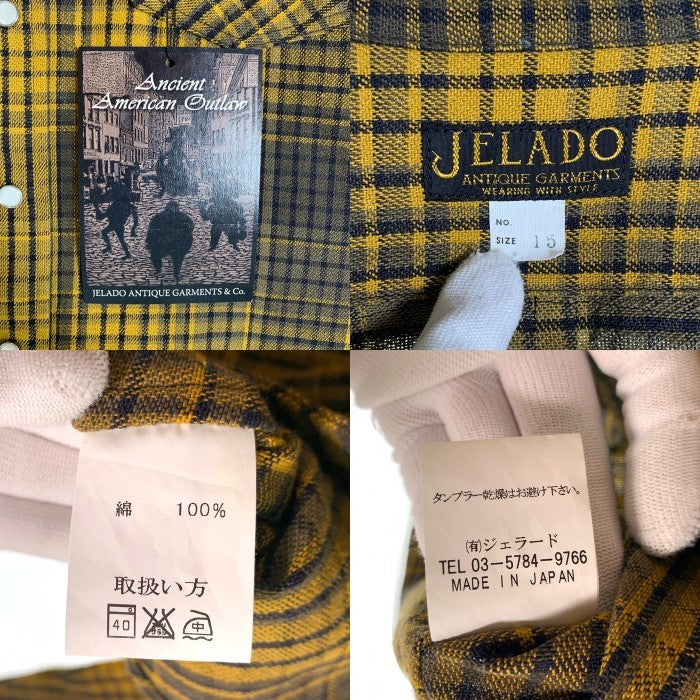 Ancient
American Outlaw
JELADO ANTIQUE GARMENTS & Co.
JELADO
ANTIQUE GARMENTS
WEARING WITH STYLE
NO.
SIZE 15
綿 100%
取扱い方
40 中
タンブラー乾燥はお避け下さい。
㈲ジェラード
TEL 03-5784-9766
MADE IN JAPAN